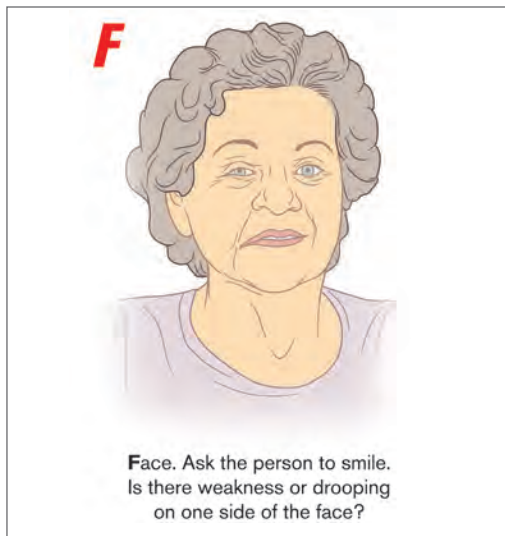 F
Face. Ask the person to smile.
Is there weakness or drooping
on one side of the face?